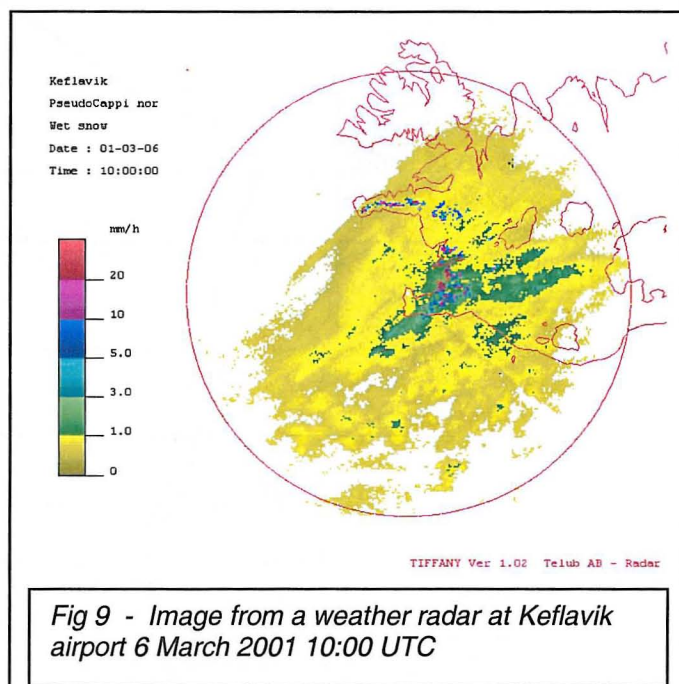 Keflavik
PseudoCappi nor
Wet snow
Date : 01-03-06
Time : 10:00:00
mm/h
20
10
5.0
3.0
1.0
0
TIFFANY Ver 1.02 Telub AB - Radar
Fig 9 - Image from a weather radar at Keflavik
airport 6 March 2001 10:00 UTC